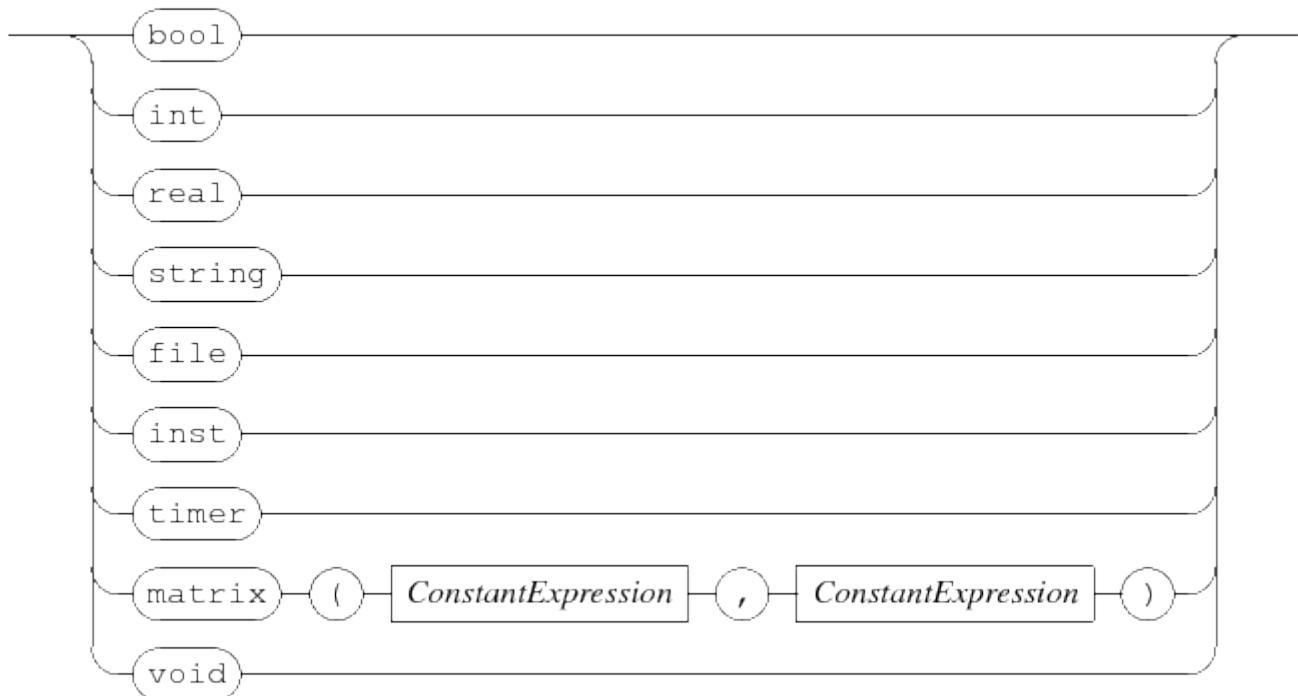 bool
int
real
string
file
inst
timer
matrix ( ConstantExpression , ConstantExpression )
void